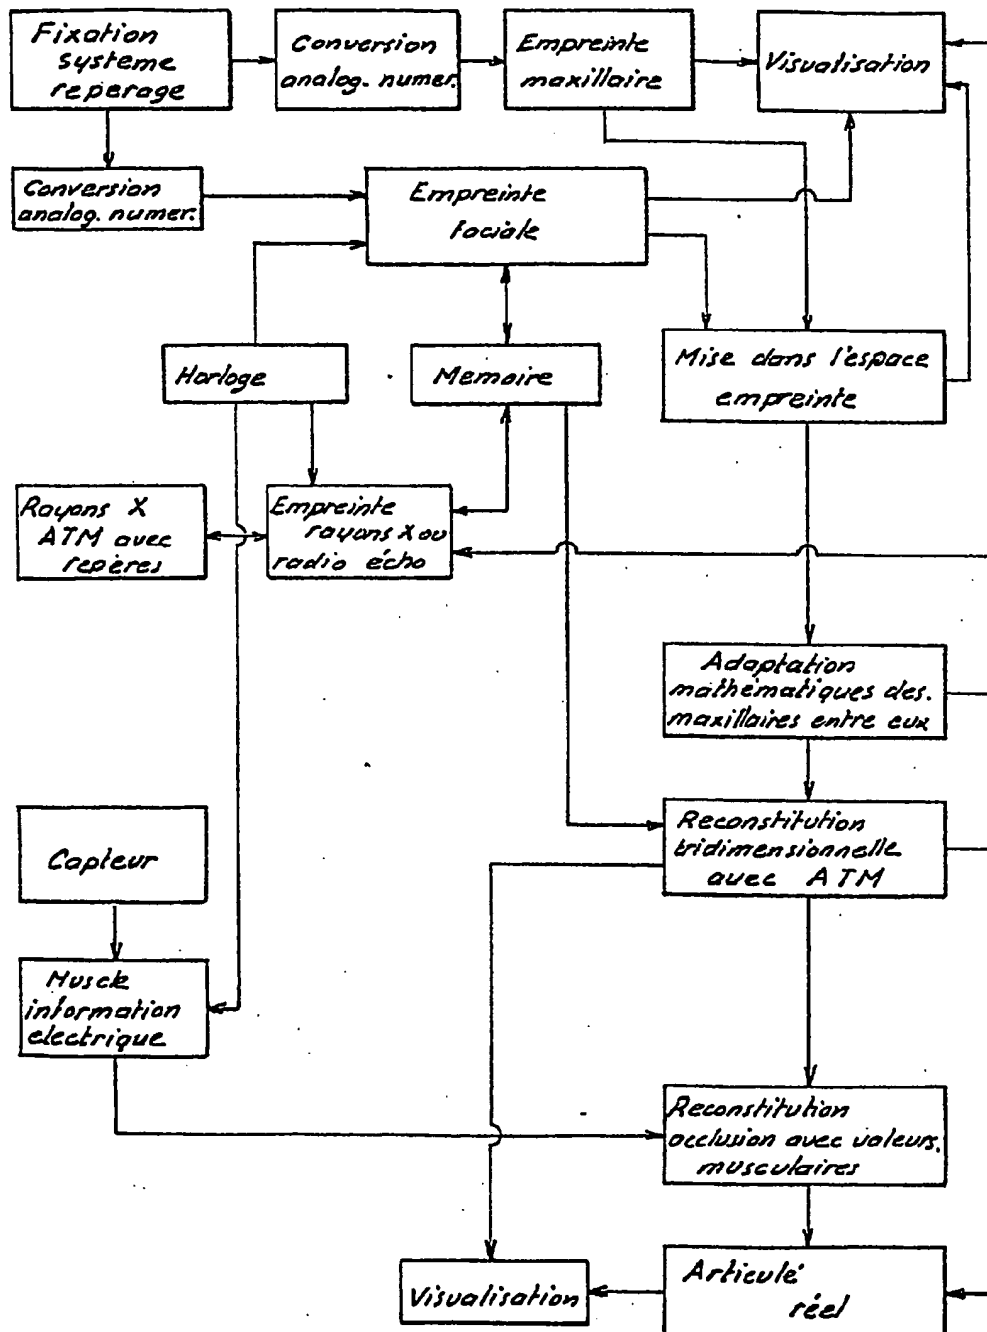 Fixation
systeme
reperage
Conversion
analog. numer.
Empreinte
maxillaire
Visualisation
Conversion
analog. numer.
Empreinte
faciale
Horloge
Memoire
Mise dans l'espace
empreinte
Rayons X
ATM avec
repères
Empreinte
rayons X ou
radio écho
Adaptation
mathématiques des.
maxillaires entre eux
Capteur
Reconstitution
tridimensionnelle
avec ATM
Muscle
information
electrique
Reconstitution
occlusion avec valeurs.
musculaires
Visualisation
Articulé
réel